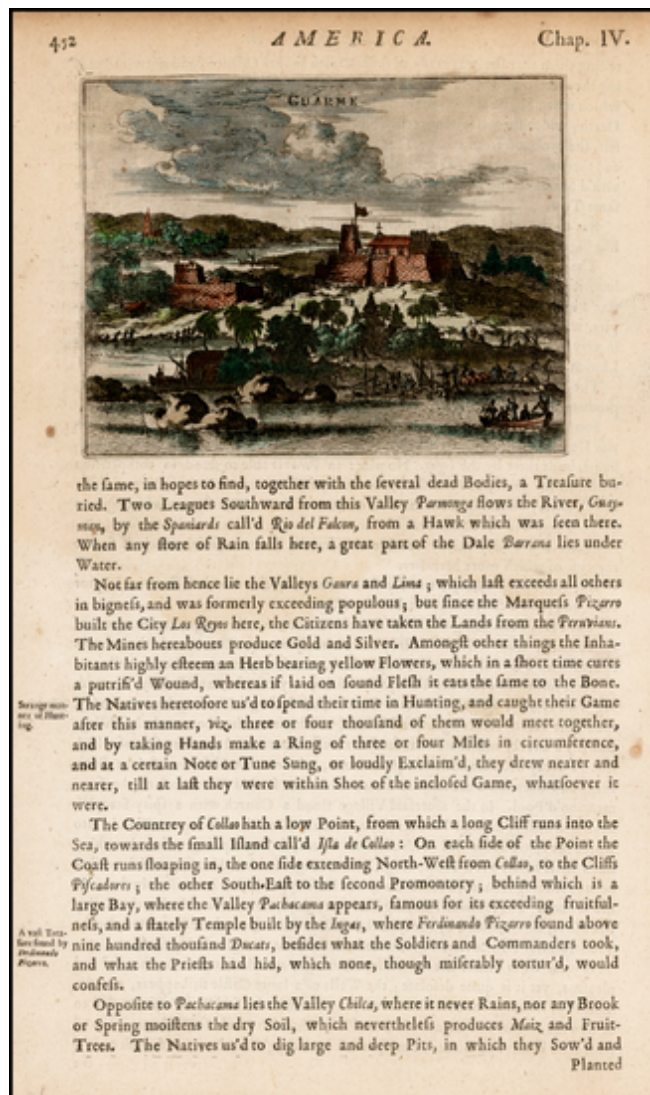 452
AMERICA.
Chap. IV.
GUARME
the ſame, in hopes to find, together with the ſeveral dead Bodies, a Treaſure bu-
ried. Two Leagues Southward from this Valley Parmonga flows the River, Guay-
man, by the Spaniards call'd Rio del Falcon, from a Hawk which was ſeen there.
When any ſtore of Rain falls here, a great part of the Dale Barrana lies under
Water.
Not far from hence lie the Valleys Gaura and Lima; which laſt exceeds all others
in bigneſs, and was formerly exceeding populous; but ſince the Marqueſs Pizarro
built the City Los Reyes here, the Citizens have taken the Lands from the Peruvians.
The Mines hereabouts produce Gold and Silver. Amongſt other things the Inha-
bitants highly eſteem an Herb bearing yellow Flowers, which in a ſhort time cures
a putrifi'd Wound, whereas if laid on ſound Fleſh it eats the ſame to the Bone.
Strange man-
ner of Hunt-
ing.
The Natives heretofore us'd to ſpend their time in Hunting, and caught their Game
after this manner, viz. three or four thouſand of them would meet together,
and by taking Hands make a Ring of three or four Miles in circumference,
and at a certain Note or Tune Sung, or loudly Exclaim'd, they drew nearer and
nearer, till at laſt they were within Shot of the incloſed Game, whatſoever it
were.
The Countrey of Collao hath a low Point, from which a long Cliff runs into the
Sea, towards the ſmall Iſland call'd Iſla de Collao: On each ſide of the Point the
Coaſt runs ſloaping in, the one ſide extending North-Weſt from Collao, to the Cliffs
Piſcadores; the other South-Eaſt to the ſecond Promontory; behind which is a
large Bay, where the Valley Pachacama appears, famous for its exceeding fruitful-
neſs, and a ſtately Temple built by the Ingas, where Ferdinando Pizarro found above
A vaſt Trea-
ſure found by
Ferdinando
Pizarro.
nine hundred thouſand Ducats, beſides what the Soldiers and Commanders took,
and what the Prieſts had hid, which none, though miſerably tortur'd, would
confeſs.
Oppoſite to Pachacama lies the Valley Chilca, where it never Rains, nor any Brook
or Spring moiſtens the dry Soil, which nevertheleſs produces Maiz and Fruit-
Trees. The Natives us'd to dig large and deep Pits, in which they Sow'd and
Planted